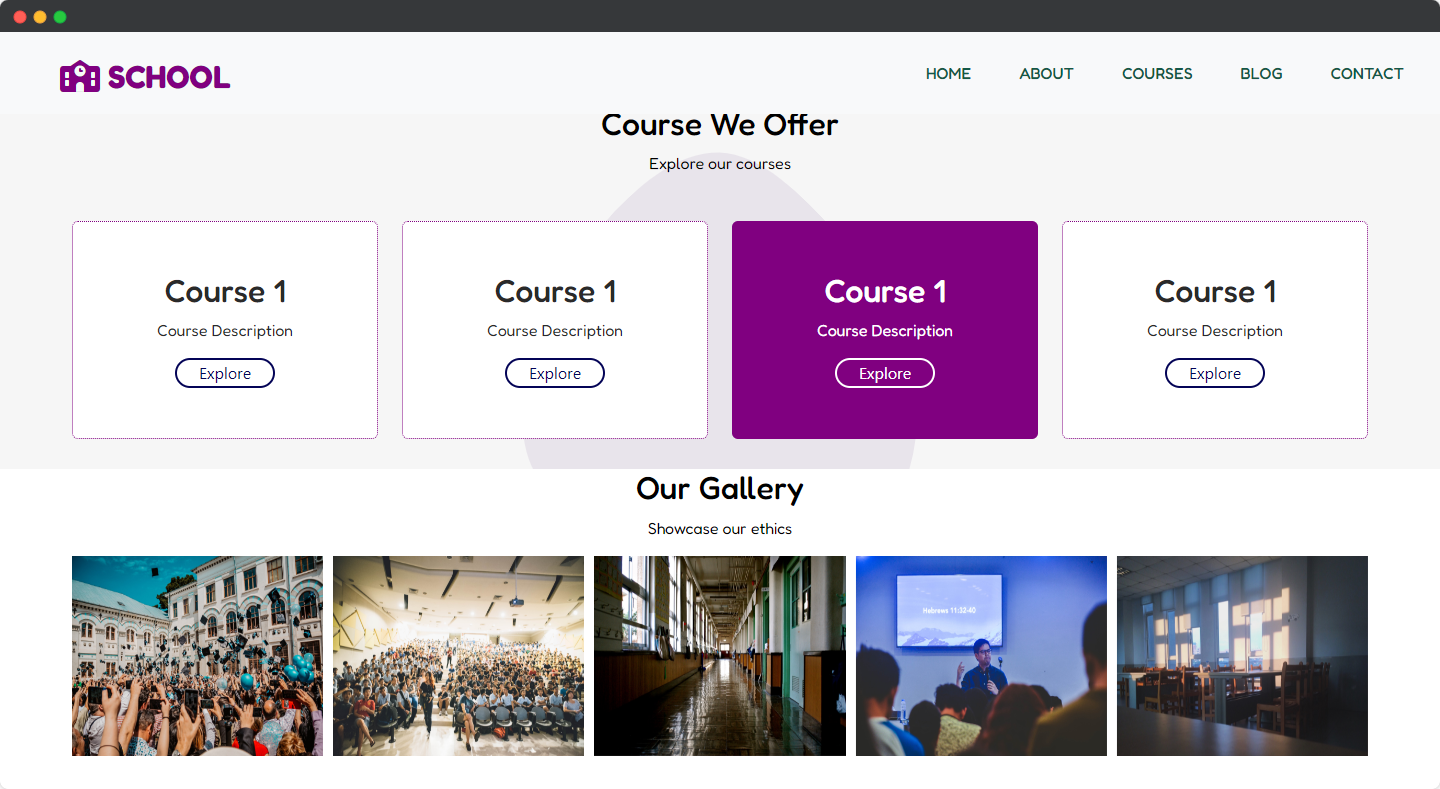 SCHOOL
HOME ABOUT COURSES BLOG CONTACT
Course We Offer
Explore our courses
Course 1
Course Description
Explore
Course 1
Course Description
Explore
Course 1
Course Description
Explore
Course 1
Course Description
Explore
Our Gallery
Showcase our ethics
Hebrews 11:32-40